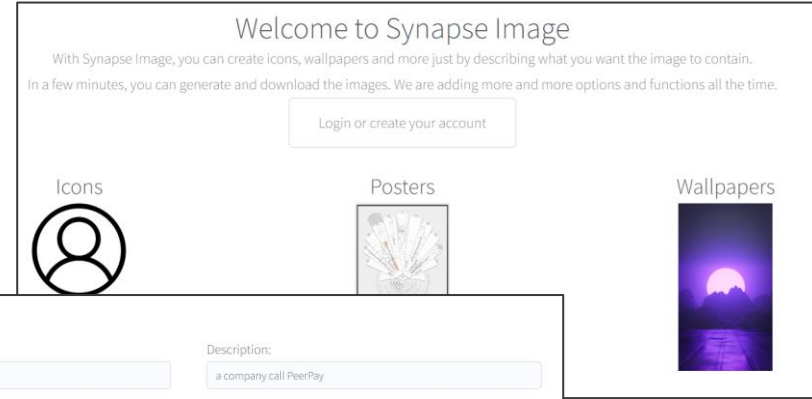 Welcome to Synapse Image
With Synapse Image, you can create icons, wallpapers and more just by describing what you want the image to contain.
In a few minutes, you can generate and download the images. We are adding more and more options and functions all the time.
Login or create your account
Icons
Posters
Wallpapers
Description:
a company call PeerPay